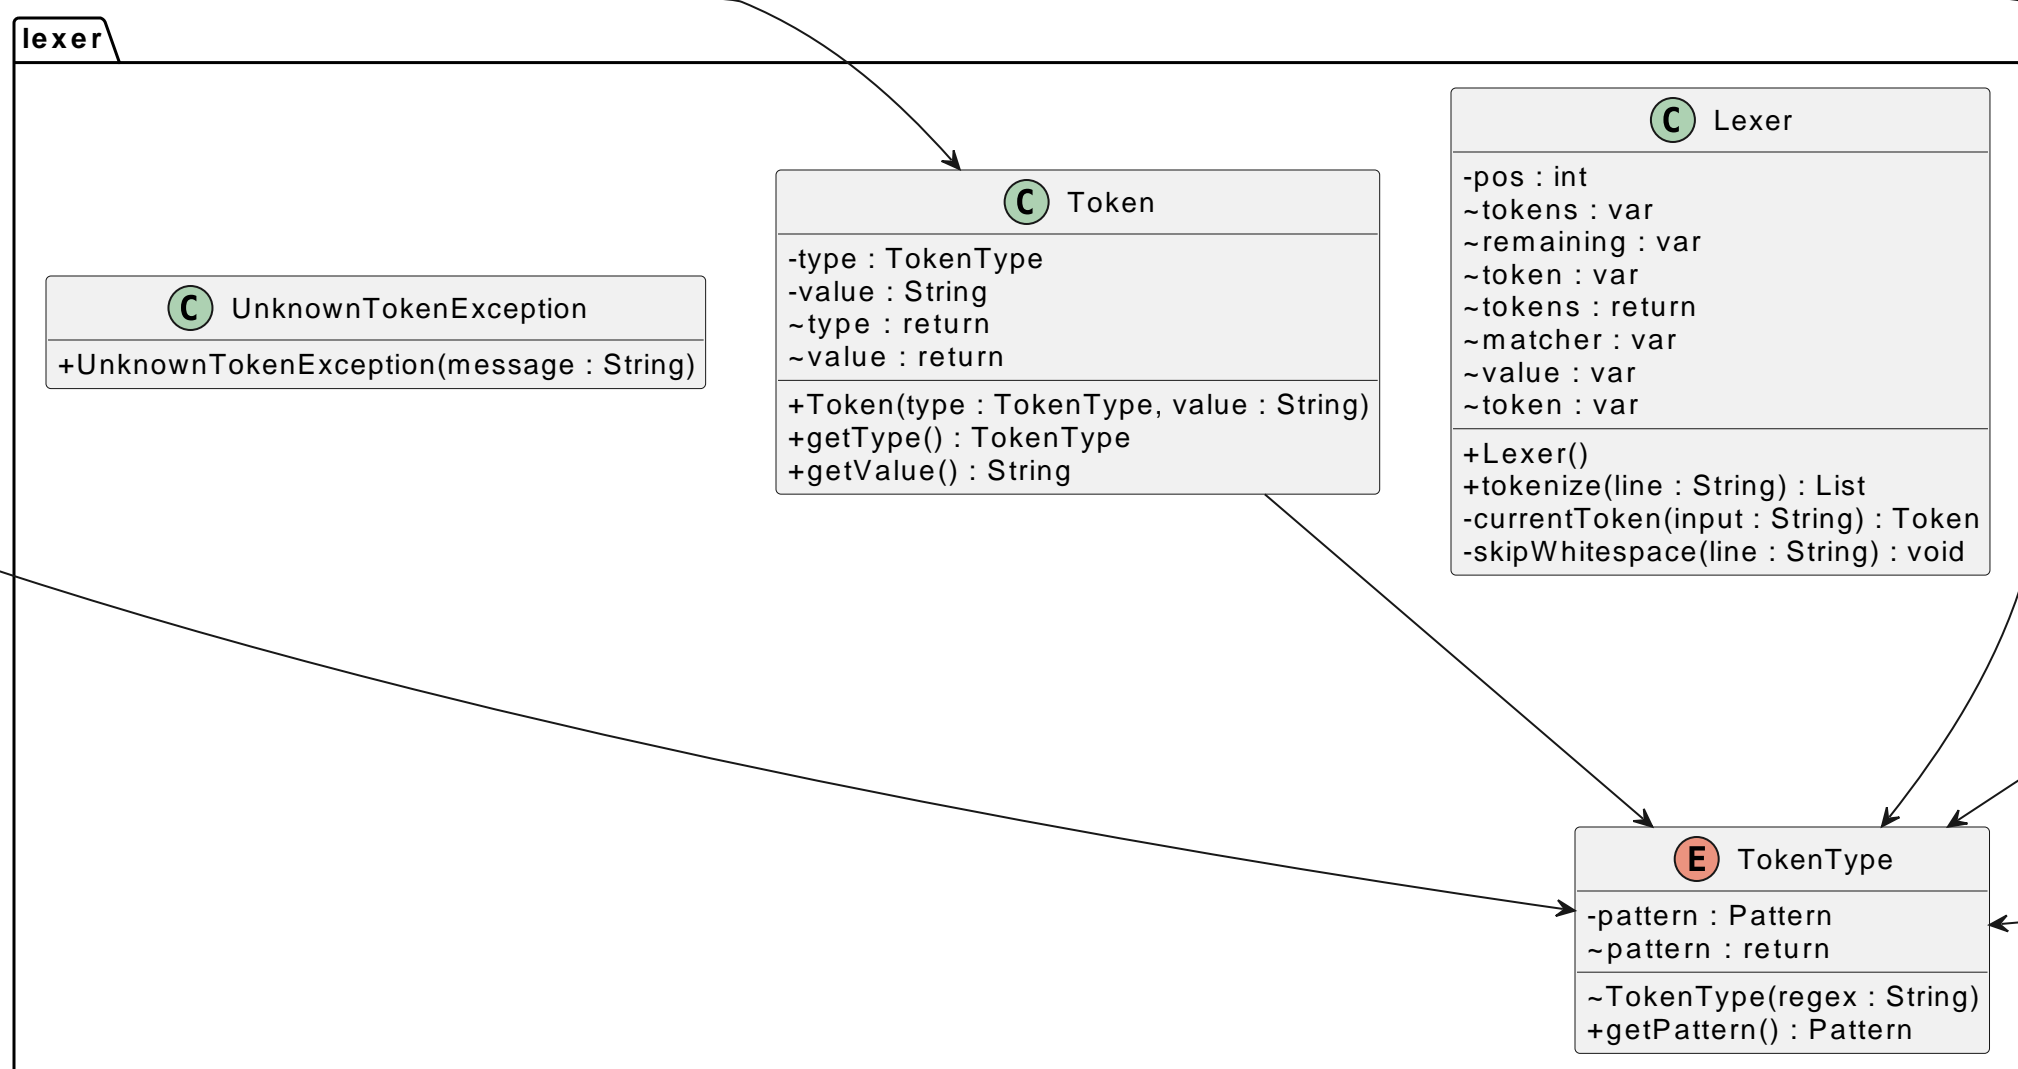 lexer
C UnknownTokenException
+UnknownTokenException(message : String)
C Token
-type : TokenType
-value : String
~type : return
~value : return
+Token(type : TokenType, value : String)
+getType() : TokenType
+getValue() : String
C Lexer
-pos : int
~tokens : var
~remaining : var
~token : var
~tokens : return
~matcher : var
~value : var
~token : var
+Lexer()
+tokenize(line : String) : List
-currentToken(input : String) : Token
-skipWhitespace(line : String) : void
E TokenType
-pattern : Pattern
~pattern : return
~TokenType(regex : String)
+getPattern() : Pattern